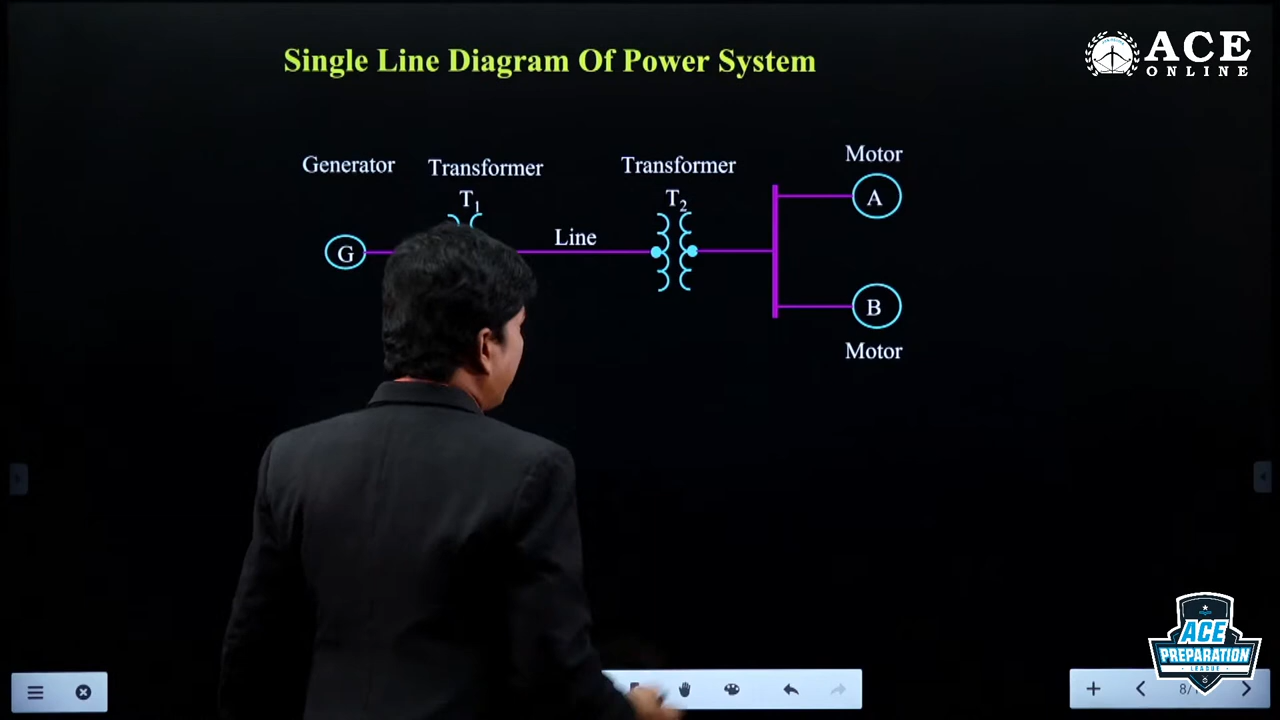 Single Line Diagram Of Power System
ACE
ONLINE
Generator
Transformer
T1
Transformer
T2
Motor
A
G
Line
B
Motor
ACE
PREPARATION
LEAGUE